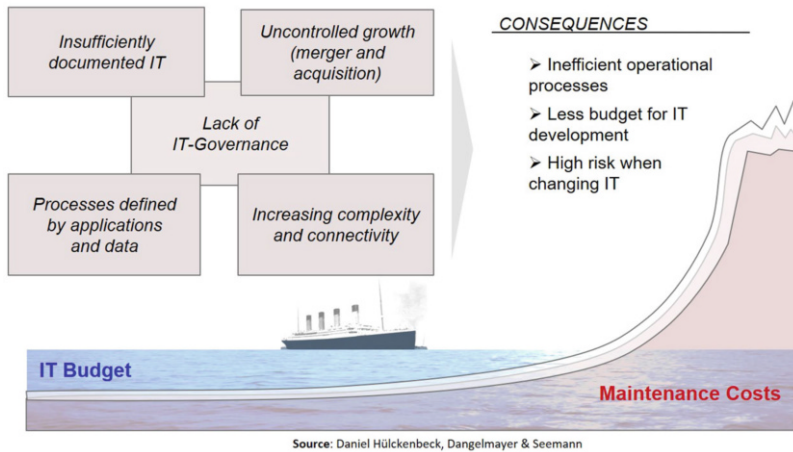 Insufficiently
documented IT
Uncontrolled growth
(merger and
acquisition)
Lack of
IT-Governance
Processes defined
by applications
and data
Increasing complexity
and connectivity
CONSEQUENCES
➢ Inefficient operational
processes
➢ Less budget for IT
development
➢ High risk when
changing IT
IT Budget
Maintenance Costs
Source: Daniel Hülckenbeck, Dangelmayer & Seemann